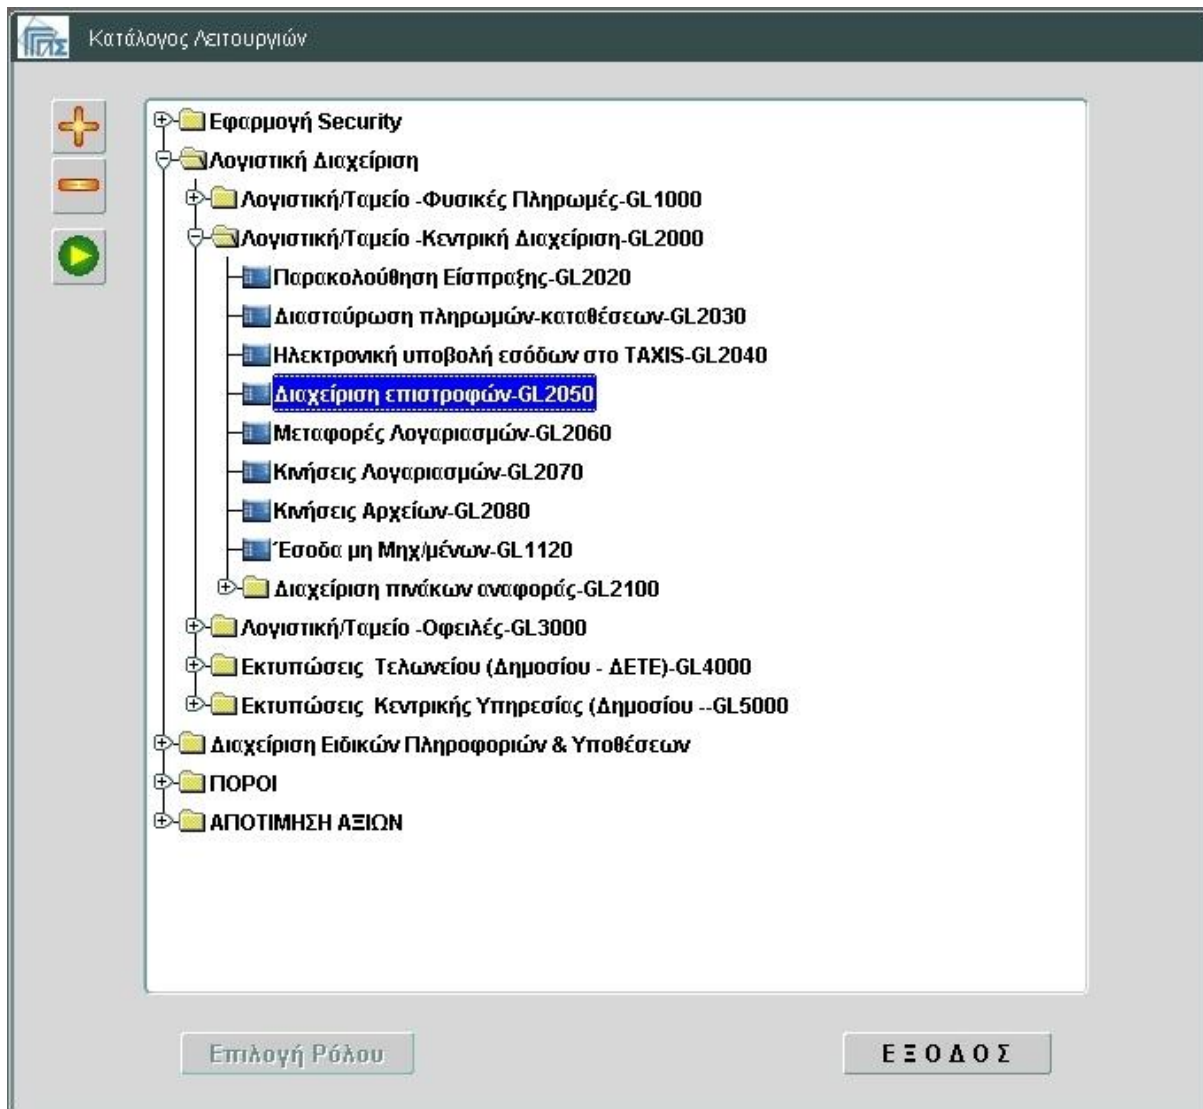 Κατάλογος Λειτουργιών
Εφαρμογή Security
Λογιστική Διαχείριση
Λογιστική/Ταμείο -Φυσικές Πληρωμές-GL1000
Λογιστική/Ταμείο -Κεντρική Διαχείριση-GL2000
Παρακολούθηση Είσπραξης-GL2020
Διασταύρωση πληρωμών-καταθέσεων-GL2030
Ηλεκτρονική υποβολή εσόδων στο TAXIS-GL2040
Διαχείριση επιστροφών-GL2050
Μεταφορές Λογαριασμών-GL2060
Κινήσεις Λογαριασμών-GL2070
Κινήσεις Αρχείων-GL2080
Έσοδα μη Μηχ/μένων-GL1120
Διαχείριση πινάκων αναφοράς-GL2100
Λογιστική/Ταμείο -Οφειλές-GL3000
Εκτυπώσεις Τελωνείου (Δημοσίου - ΔΕΤΕ)-GL4000
Εκτυπώσεις Κεντρικής Υπηρεσίας (Δημοσίου --GL5000
Διαχείριση Ειδικών Πληροφοριών & Υποθέσεων
ΠΟΡΟΙ
ΑΠΟΤΙΜΗΣΗ ΑΞΙΩΝ
Επιλογή Ρόλου
Ε Ξ Ο Δ Ο Σ